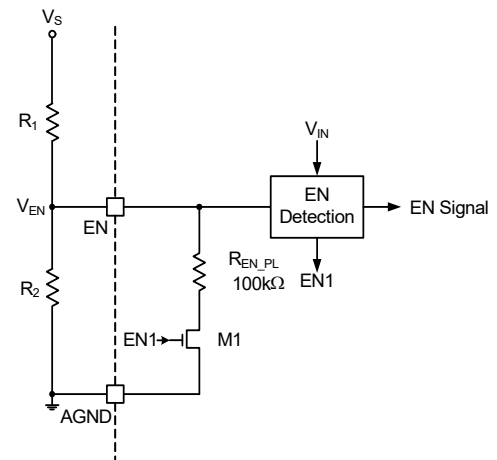 VS
R1
VIN
EN
Detection
EN Signal
VEN
EN
REN_PL
100kΩ
EN1
R2
EN1
M1
AGND